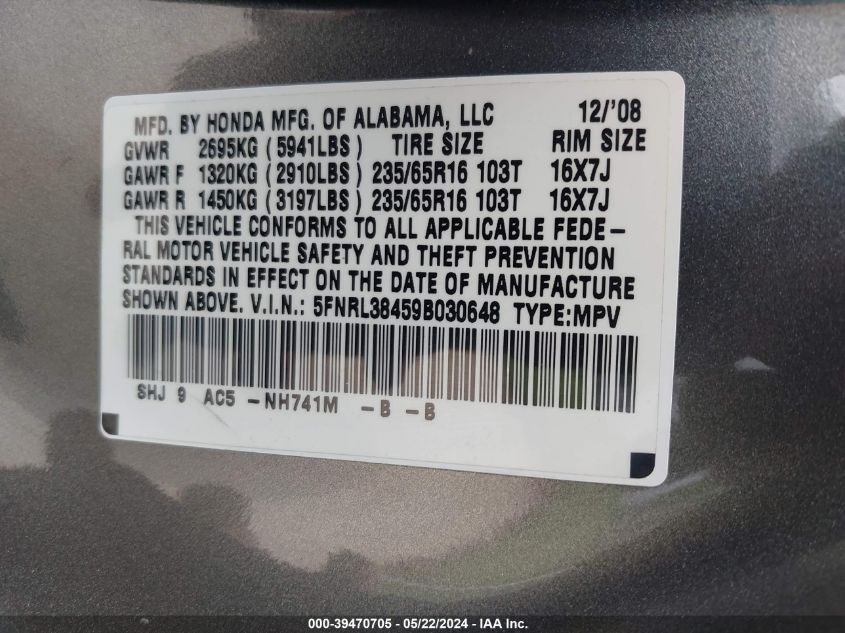 MFD. BY HONDA MFG. OF ALABAMA, LLC 12/'08
GVWR 2695KG (5941LBS) TIRE SIZE RIM SIZE
GAWR F 1320KG (2910LBS) 235/65R16 103T 16X7J
GAWR R 1450KG (3197LBS) 235/65R16 103T 16X7J
THIS VEHICLE CONFORMS TO ALL APPLICABLE FEDE-
RAL MOTOR VEHICLE SAFETY AND THEFT PREVENTION
STANDARDS IN EFFECT ON THE DATE OF MANUFACTURE
SHOWN ABOVE. V.I.N.: 5FNRL38459B030648 TYPE:MPV
SHJ 9 AC5 -NH741M -B -B
000-39470705 - 05/22/2024 - IAA Inc.